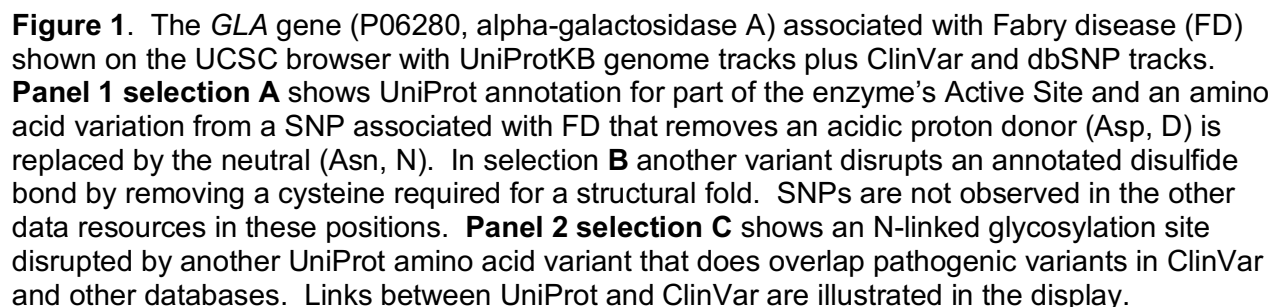 Figure 1. The GLA gene (P06280, alpha-galactosidase A) associated with Fabry disease (FD)
shown on the UCSC browser with UniProtKB genome tracks plus ClinVar and dbSNP tracks.
Panel 1 selection A shows UniProt annotation for part of the enzyme's Active Site and an amino
acid variation from a SNP associated with FD that removes an acidic proton donor (Asp, D) is
replaced by the neutral (Asn, N). In selection B another variant disrupts an annotated disulfide
bond by removing a cysteine required for a structural fold. SNPs are not observed in the other
data resources in these positions. Panel 2 selection C shows an N-linked glycosylation site
disrupted by another UniProt amino acid variant that does overlap pathogenic variants in ClinVar
and other databases. Links between UniProt and ClinVar are illustrated in the display.